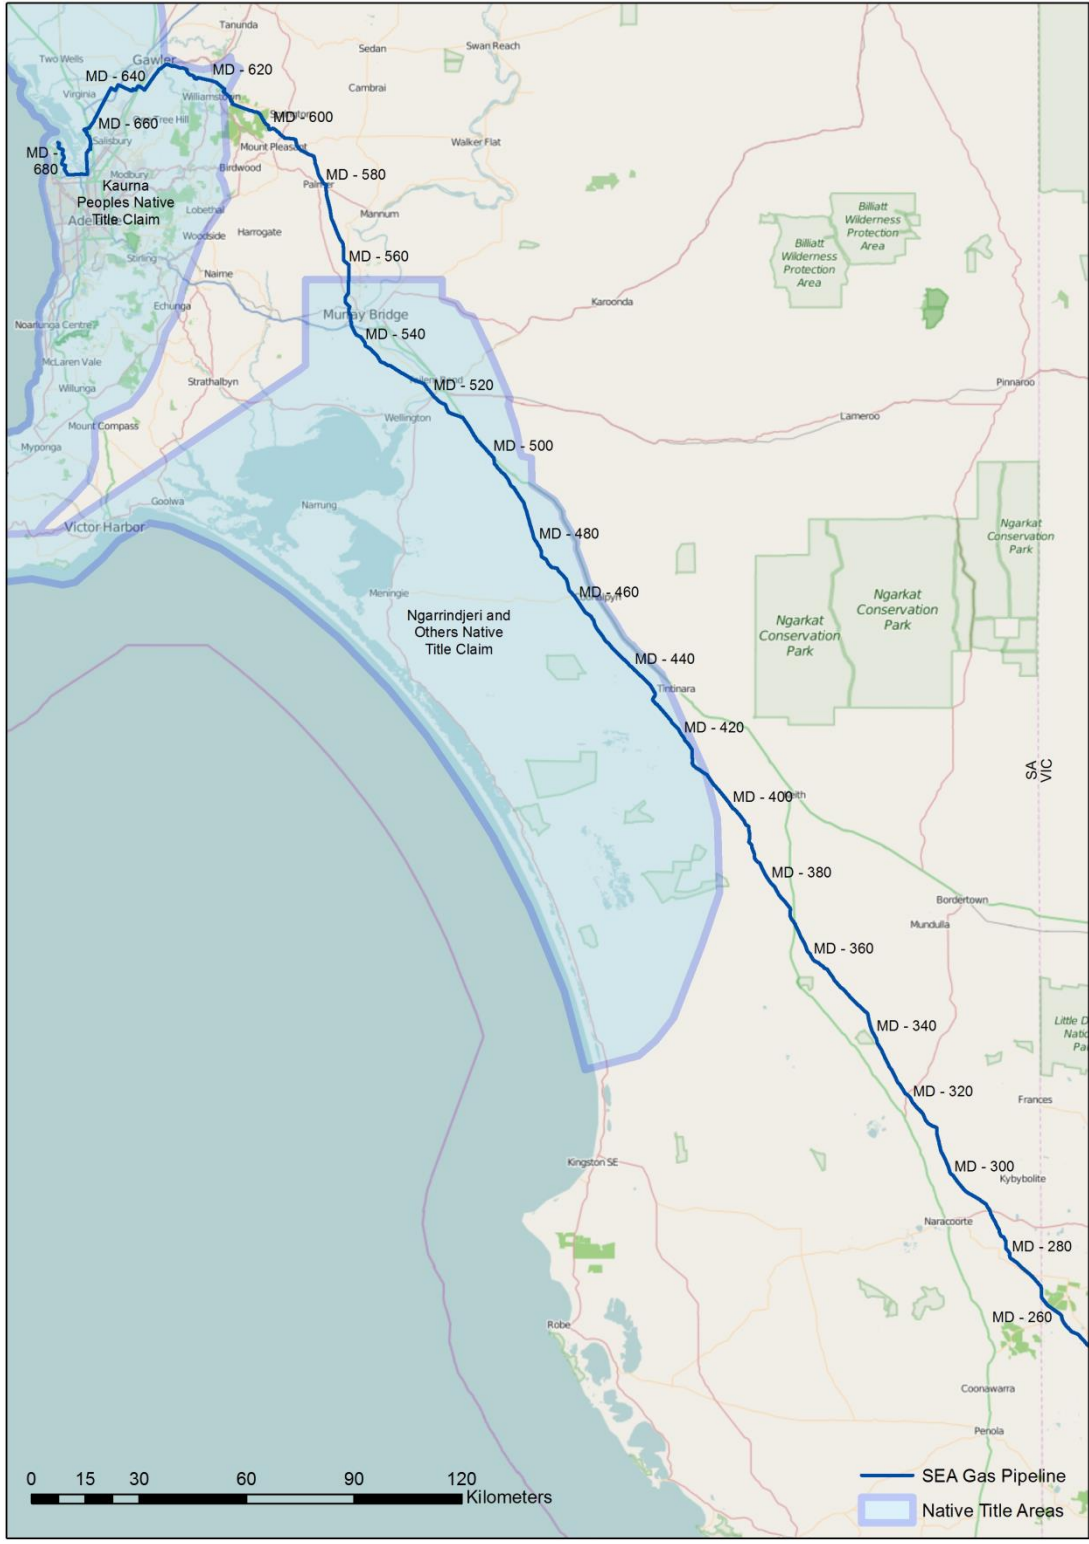 Tanunda
Sedan
Swan Reach
Two Wells
Gawler
MD - 620
MD - 640
Cambrai
Virginia
Williamstown
MD - 600
MD - 660
One Tree Hill
Salisbury
Walker Flat
Mount Pleasant
MD -
680
Birdwood
Modbury
MD - 580
Palmer
Kaurna
Peoples Native
Title Claim
Lobethal
Mannum
Billiatt
Wilderness
Protection
Area
Woodside
Harrogate
Billiatt
Wilderness
Protection
Area
Stirling
MD - 560
Nairne
Karoonda
Echunga
Murray Bridge
Noarlunga Centre
MD - 540
McLaren Vale
Strathalbyn
MD - 520
Pinnaroo
Willunga
Wellington
Lameroo
Mount Compass
Myponga
MD - 500
Goolwa
Narrung
Victor Harbor
MD - 480
Ngarkat
Conservation
Park
Meningie
MD - 460
Ngarkat
Conservation
Park
Ngarrindjeri and
Others Native
Title Claim
Ngarkat
Conservation
Park
MD - 440
Tintinara
MD - 420
SA
VIC
MD - 400
MD - 380
Bordertown
Mundulla
MD - 360
MD - 340
Little D
Natio
Pa
MD - 320
Frances
Kingston SE
MD - 300
Kybybolite
Naracoorte
MD - 280
MD - 260
Robe
Coonawarra
Penola
0 15 30 60 90 120
Kilometers
SEA Gas Pipeline
Native Title Areas